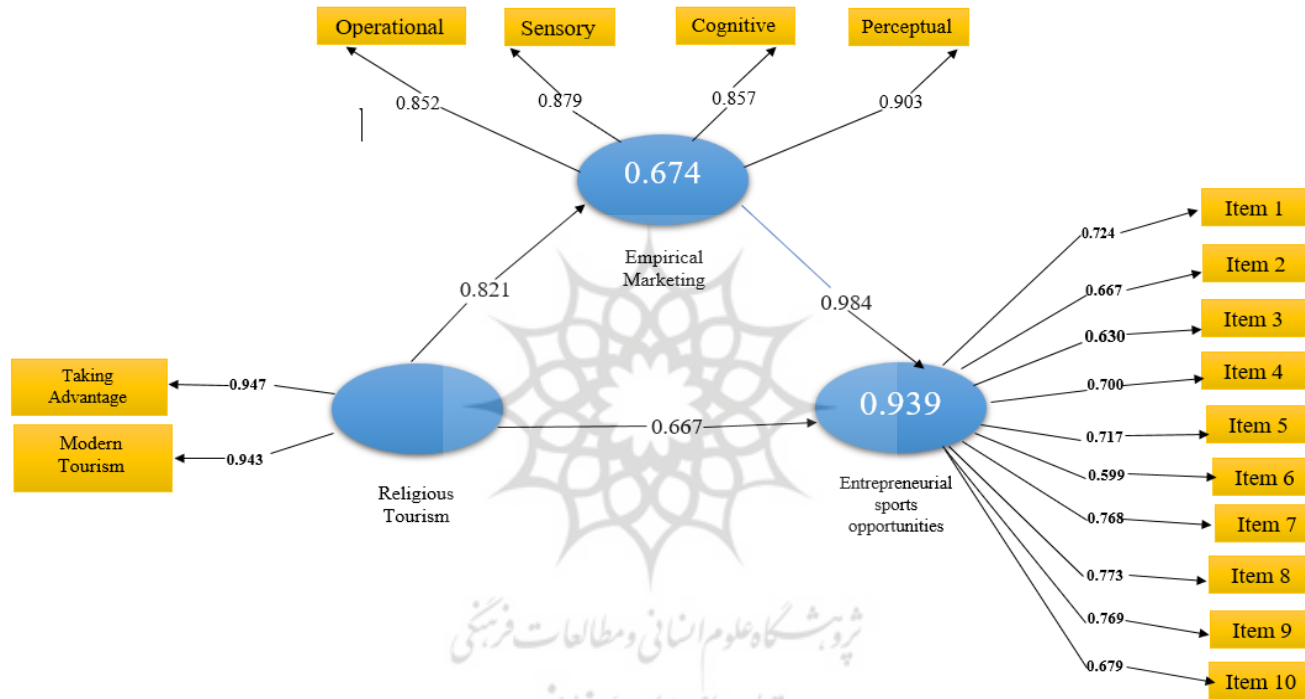 Operational
Sensory
Cognitive
Perceptual
0.852
0.879
0.857
0.903
0.674
Empirical
Marketing
0.821
0.984
Taking
Advantage
0.947
Modern
Tourism
0.943
Religious
Tourism
0.667
0.939
Entrepreneurial
sports
opportunities
0.724
Item 1
0.667
Item 2
0.630
Item 3
0.700
Item 4
0.717
Item 5
0.599
Item 6
0.768
Item 7
0.773
Item 8
0.769
Item 9
0.679
Item 10
پژوهشگاه علوم انسانی و مطالعات فرهنگی